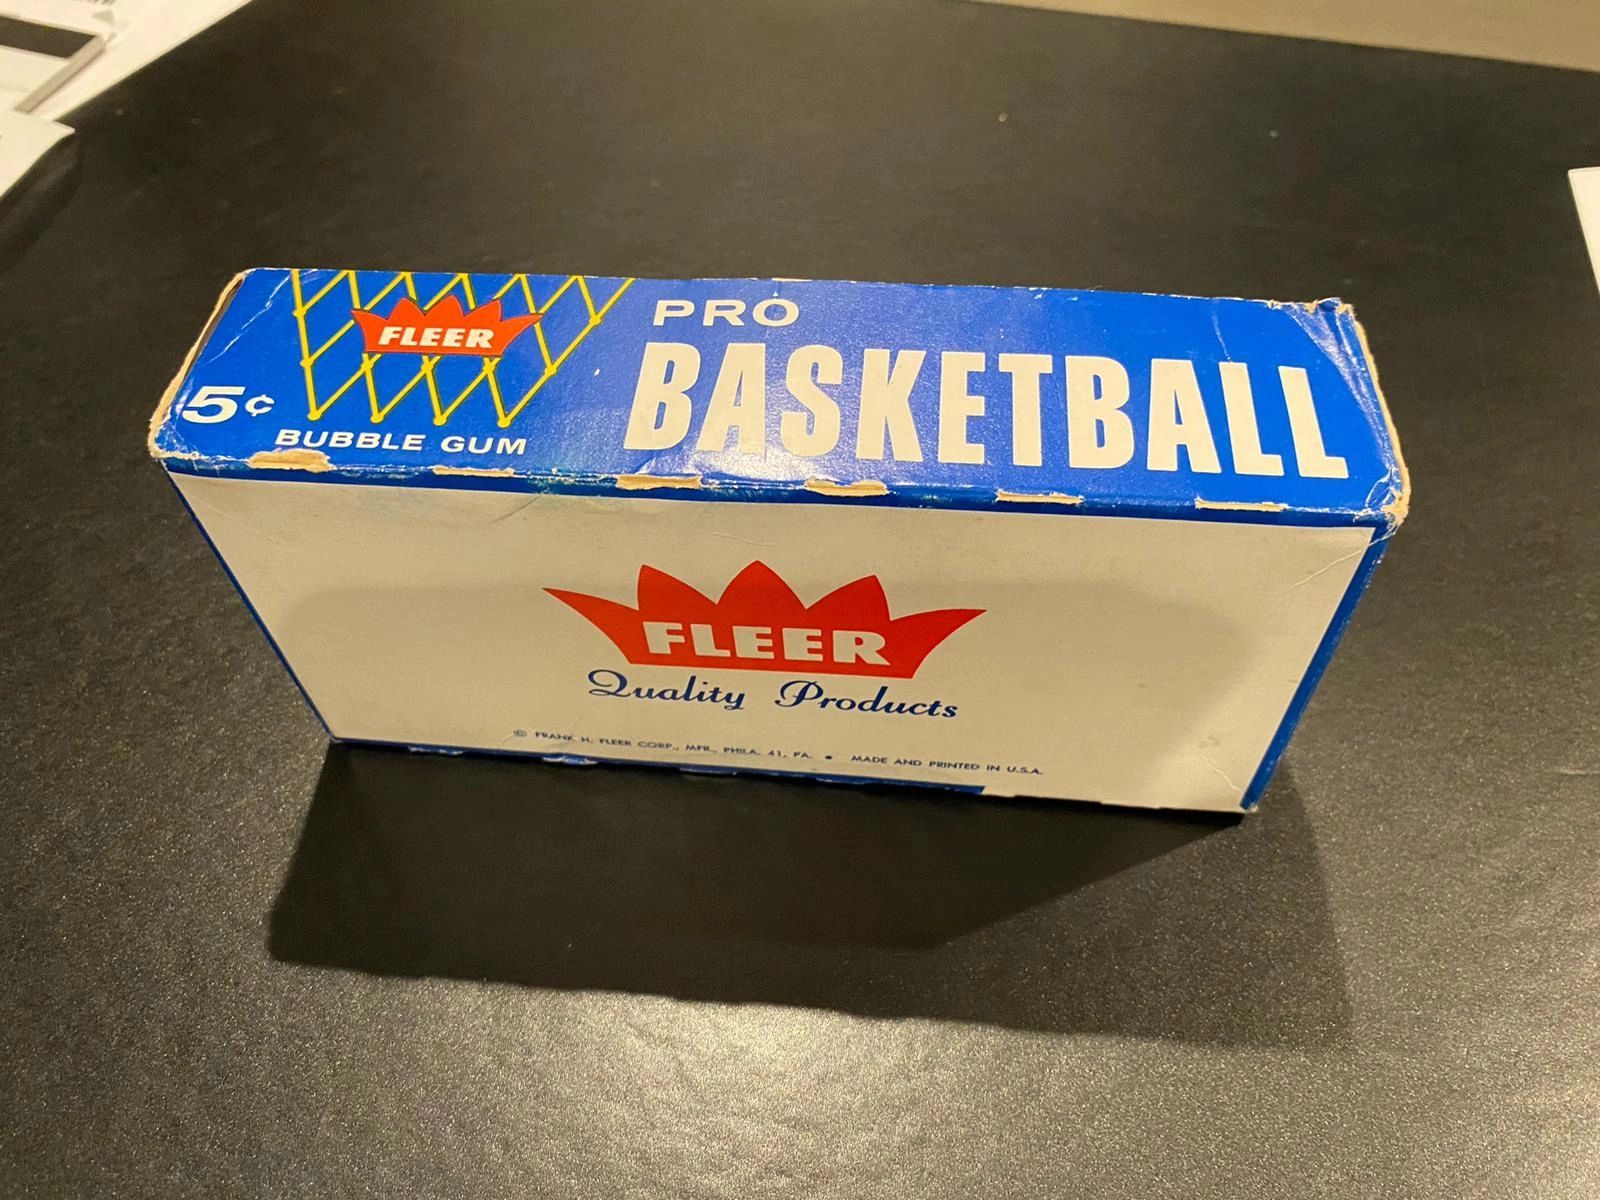 FLEER
5¢
BUBBLE GUM
PRO
BASKETBALL
FLEER
Quality Products
© FRANK H. FLEER CORP., MFR., PHILA. 41, PA. • MADE AND PRINTED IN U.S.A.